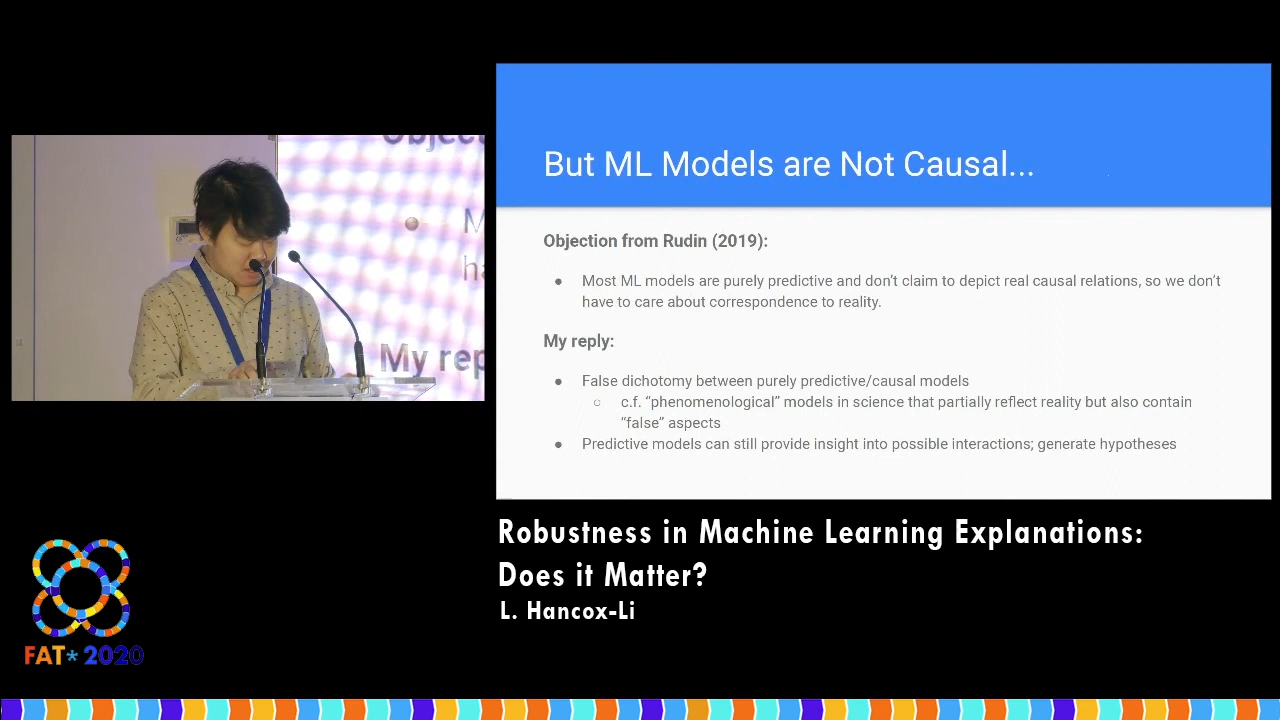 But ML Models are Not Causal...
Objection from Rudin (2019):
● Most ML models are purely predictive and don’t claim to depict real causal relations, so we don’t
have to care about correspondence to reality.
My reply:
● False dichotomy between purely predictive/causal models
○ c.f. “phenomenological” models in science that partially reflect reality but also contain
“false” aspects
● Predictive models can still provide insight into possible interactions; generate hypotheses
Objec
M
ha
My rep
Robustness in Machine Learning Explanations:
Does it Matter?
L. Hancox-Li
FAT* 2020